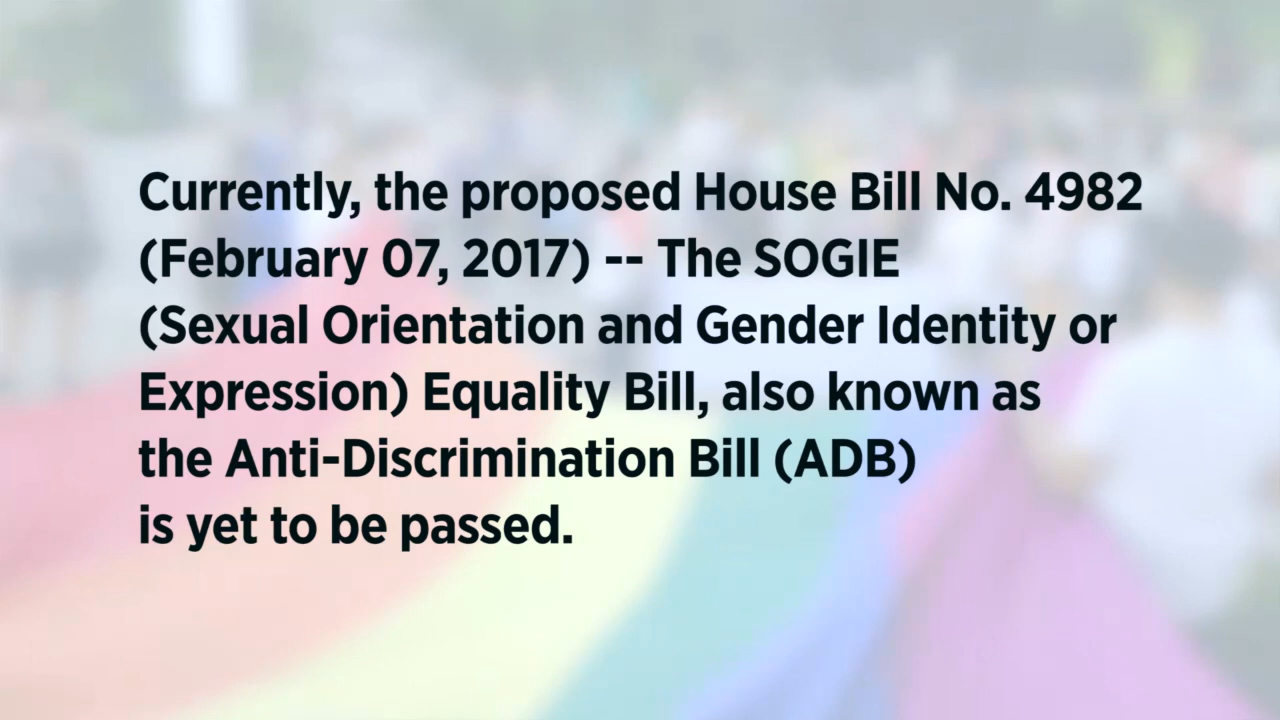 Currently, the proposed House Bill No. 4982
(February 07, 2017) -- The SOGIE
(Sexual Orientation and Gender Identity or
Expression) Equality Bill, also known as
the Anti-Discrimination Bill (ADB)
is yet to be passed.